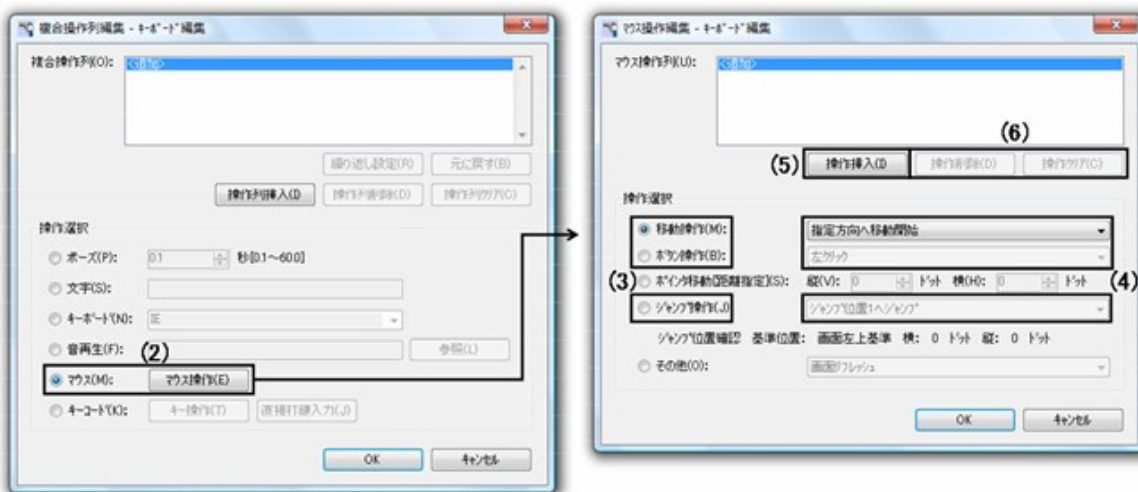 複合操作列編集 - ｷｰﾎﾞｰﾄﾞ編集
複合操作列(O):
繰り返し設定(R) 元に戻す(B)
操作列挿入(I) 操作列削除(D) 操作列ｸﾘｱ(C)
操作選択
ﾎﾟｰｽﾞ(P): 0.1 秒[0.1～60.0]
文字(S):
ｷｰﾎﾞｰﾄﾞ(N): IE
音再生(F): 参照(L)
(2)
ﾏｳｽ(M): ﾏｳｽ操作(E)
ｷｰｺｰﾄﾞ(K): ｷｰ操作(T) 直接打鍵入力(J)
OK ｷｬﾝｾﾙ
ﾏｳｽ操作編集 - ｷｰﾎﾞｰﾄﾞ編集
ﾏｳｽ操作列(U):
(6)
(5) 操作挿入(I) 操作削除(D) 操作ｸﾘｱ(C)
操作選択
移動操作(M): 指定方向へ移動開始
ﾎﾞﾀﾝ操作(B): 左ｸﾘｯｸ
(3) ﾎﾟｲﾝﾀ移動[距離指定](S): 縦(V): 0 ﾄﾞｯﾄ 横(H): 0 ﾄﾞｯﾄ (4)
ｼﾞｬﾝﾌﾟ操作(J) ｼﾞｬﾝﾌﾟ位置1へｼﾞｬﾝﾌﾟ
ｼﾞｬﾝﾌﾟ位置確認 基準位置: 画面左上基準 横: 0 ﾄﾞｯﾄ 縦: 0 ﾄﾞｯﾄ
その他(O): 画面ﾘﾌﾚｯｼｭ
OK ｷｬﾝｾﾙ